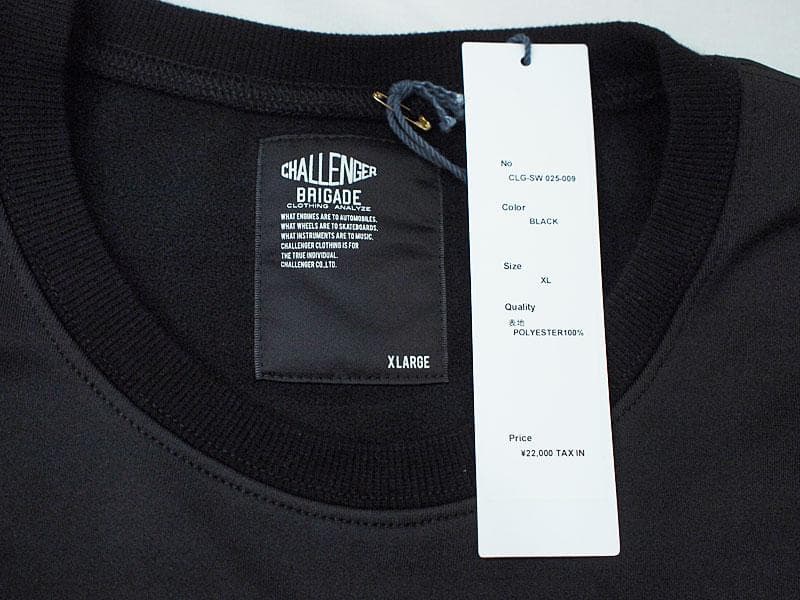 CHALLENGER
BRIGADE
CLOTHING ANALYZE
WHAT ENGINES ARE TO AUTOMOBILES.
WHAT WHEELS ARE TO SKATEBOARDS.
WHAT INSTRUMENTS ARE TO MUSIC.
CHALLENGER CLOTHING IS FOR
THE TRUE INDIVIDUAL.
CHALLENGER CO.,LTD.
X LARGE
No
CLG-SW 025-009
Color
BLACK
Size
XL
Quality
表地
POLYESTER100%
Price
¥22,000 TAX IN